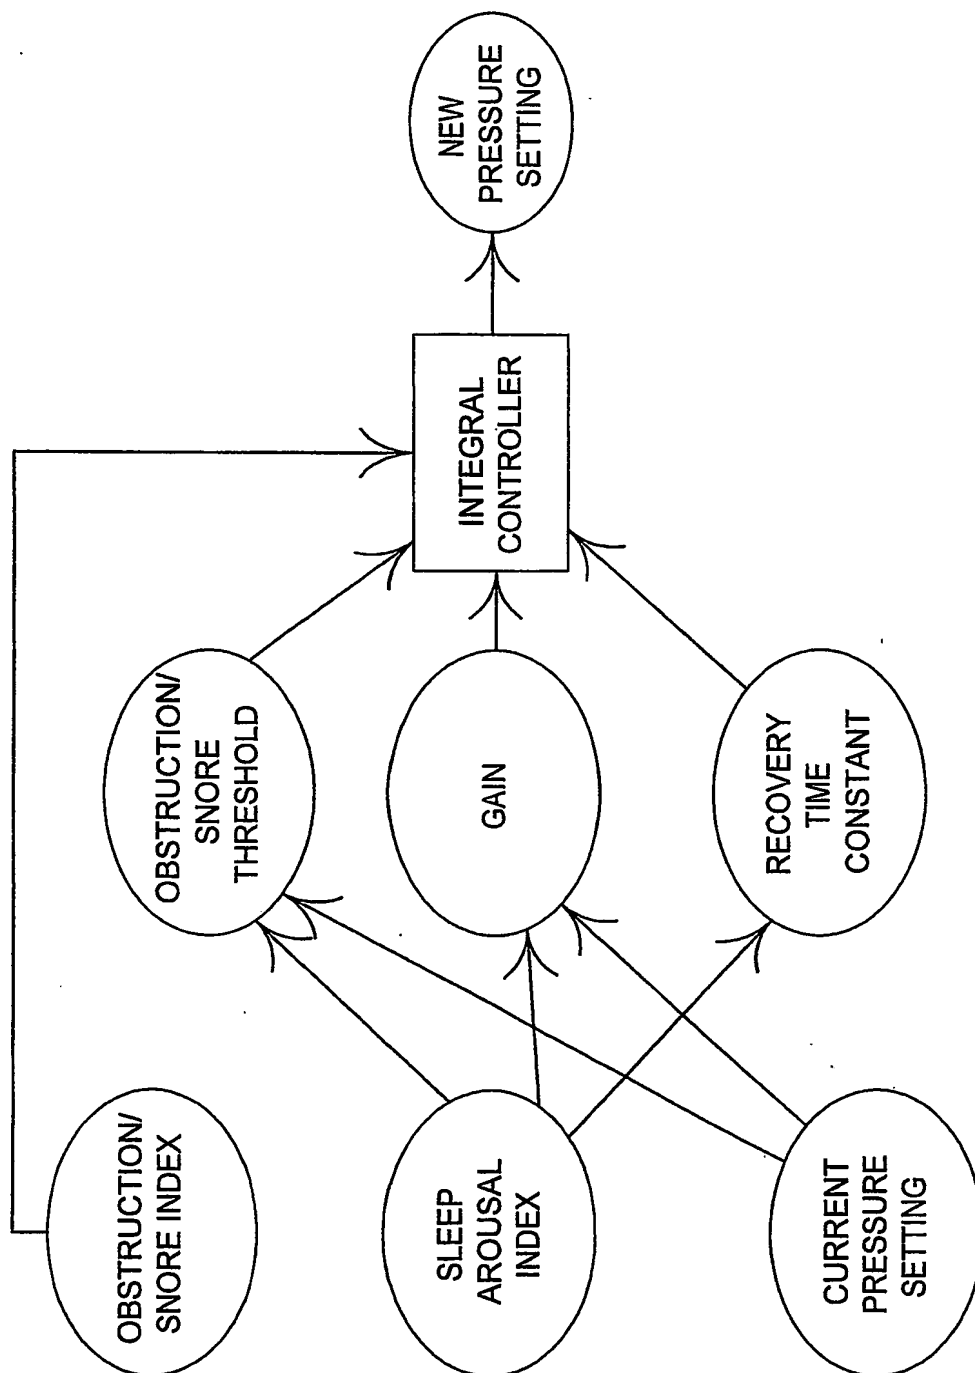 OBSTRUCTION/
SNORE INDEX
SLEEP
AROUSAL
INDEX
CURRENT
PRESSURE
SETTING
OBSTRUCTION/
SNORE
THRESHOLD
GAIN
RECOVERY
TIME
CONSTANT
INTEGRAL
CONTROLLER
NEW
PRESSURE
SETTING